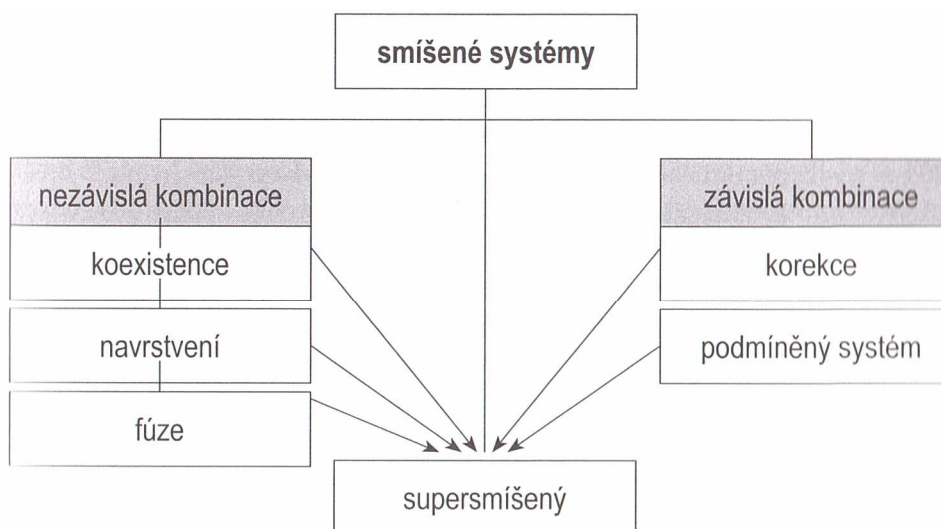 smíšené systémy
nezávislá kombinace
koexistence
navrstvení
fúze
závislá kombinace
korekce
podmíněný systém
supersmíšený